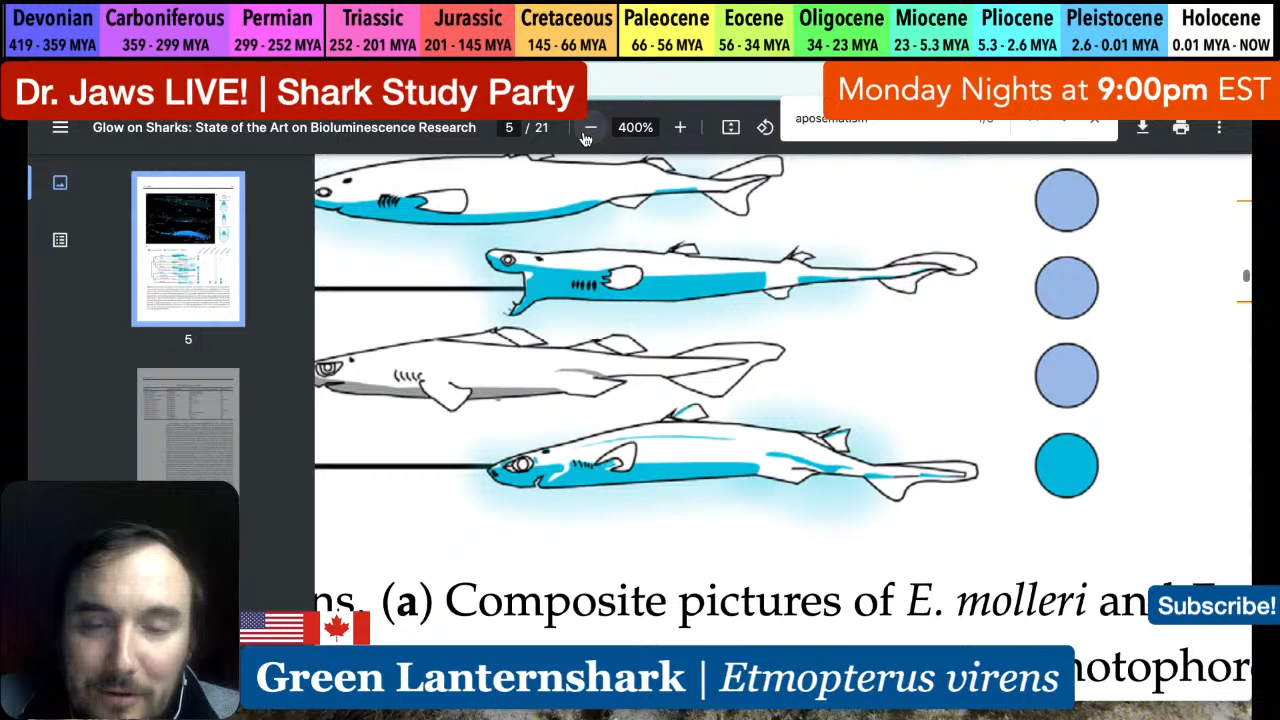 Devonian Carboniferous Permian Triassic Jurassic Cretaceous Paleocene Eocene Oligocene Miocene Pliocene Pleistocene Holocene
419 - 359 MYA 359 - 299 MYA 299 - 252 MYA 252 - 201 MYA 201 - 145 MYA 145 - 66 MYA 66 - 56 MYA 56 - 34 MYA 34 - 23 MYA 23 - 5.3 MYA 5.3 - 2.6 MYA 2.6 - 0.01 MYA 0.01 MYA - NOW
Dr. Jaws LIVE! | Shark Study Party
Monday Nights at 9:00pm EST
Glow on Sharks: State of the Art on Bioluminescence Research 5 / 21 400%
aposematism
5
ns. (a) Composite pictures of E. molleri an
Subscribe!
Green Lanternshark | Etmopterus virens
otophor